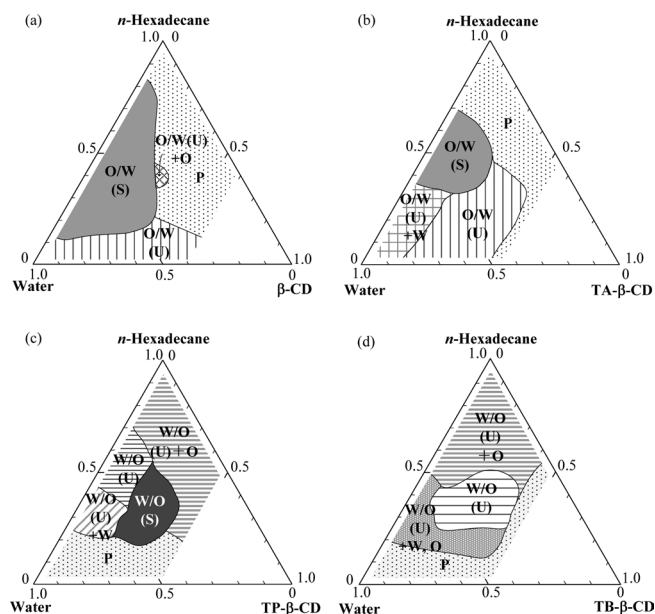 (a)
n-Hexadecane
1.0 0
0.5
0.5
O/W
(S)
O/W(U)
+O
P
O/W
(U)
0
1.0
0.5
0
1.0
Water
β-CD
(b)
n-Hexadecane
1.0 0
0.5
0.5
P
O/W
(S)
O/W
(U)
+W
O/W
(U)
0
1.0
0.5
0
1.0
Water
TA-β-CD
(c)
n-Hexadecane
1.0 0
0.5
0.5
W/O
(U)+O
W/O
(U)
W/O
(S)
W/O
(U)
+W
P
0
1.0
0.5
0
1.0
Water
TP-β-CD
(d)
n-Hexadecane
1.0 0
0.5
0.5
W/O
(U)
+O
W/O
(U)
W/O
(U)
+W, O
P
0
1.0
0.5
0
1.0
Water
TB-β-CD